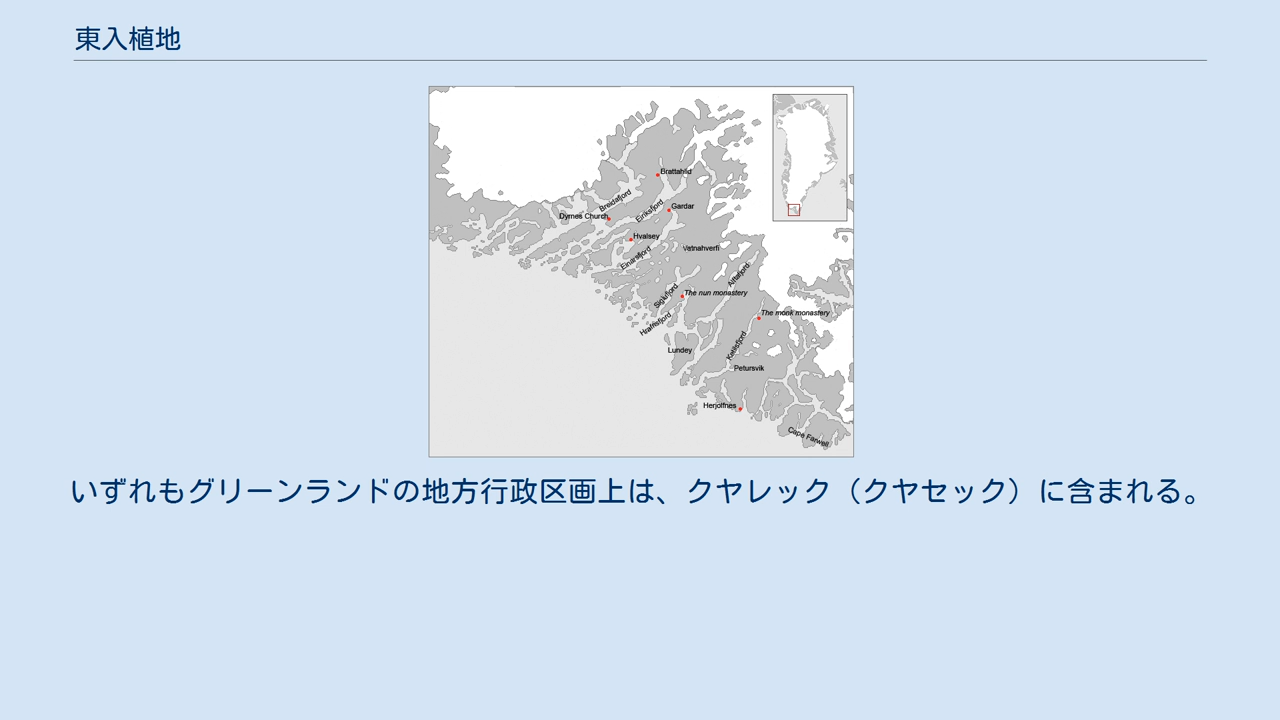 東入植地
Brattahlid
Breidafjord
Eiriksfjord
Gardar
Dyrnes Church
Hvalsey
Einarsfjord
Vatnahverfi
Alftafjord
Siglufjord
The nun monastery
Hrafnsfjord
The monk monastery
Ketilsfjord
Lundey
Petursvik
Herjolfnes
Cape Farwell
いずれもグリーンランドの地方行政区画上は、クヤレック（クヤセック）に含まれる。